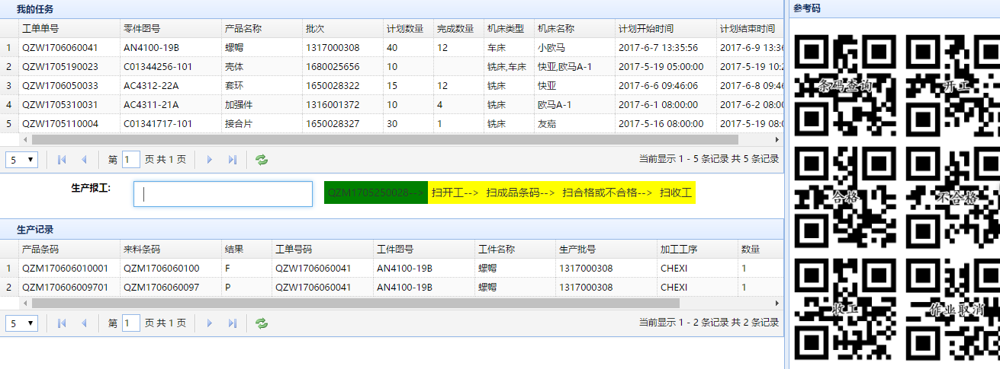 我的任务
工单单号 零件图号 产品名称 批次 计划数量 完成数量 机床类型 机床名称 计划开始时间 计划结束时间
1 QZW1706060041 AN4100-19B 螺帽 1317000308 40 12 车床 小欧马 2017-6-7 13:35:56 2017-6-9 13:36
2 QZW1705190023 C01344256-101 壳体 1680025656 10 铣床,车床 快亚,欧马A-1 2017-5-19 05:00:00 2017-5-19 10:2
3 QZW1706050033 AC4312-22A 套环 1650028322 15 12 铣床 快亚 2017-6-6 09:46:06 2017-6-8 09:46
4 QZW1705310031 AC4311-21A 加强件 1316001372 10 4 铣床 欧马A-1 2017-6-1 08:00:00 2017-6-2 08:00
5 QZW1705110004 C01341717-101 接合片 1650028327 30 1 铣床 友嘉 2017-5-16 08:00:00 2017-5-19 08:0
5 第 1 页 共 1 页 当前显示 1 - 5 条记录 共 5 条记录
生产报工: QZM1705250028--> 扫开工--> 扫成品条码--> 扫合格或不合格--> 扫收工
生产记录
产品条码 来料条码 结果 工单号码 工件图号 工件名称 生产批号 加工工序 数量
1 QZM170606010001 QZM1706060100 F QZW1706060041 AN4100-19B 螺帽 1317000308 CHEXI 1
2 QZM170606009701 QZM1706060097 P QZW1706060041 AN4100-19B 螺帽 1317000308 CHEXI 1
5 第 1 页 共 1 页 当前显示 1 - 2 条记录 共 2 条记录
参考码
条码查询 开工
合格 不合格
收工 作业取消